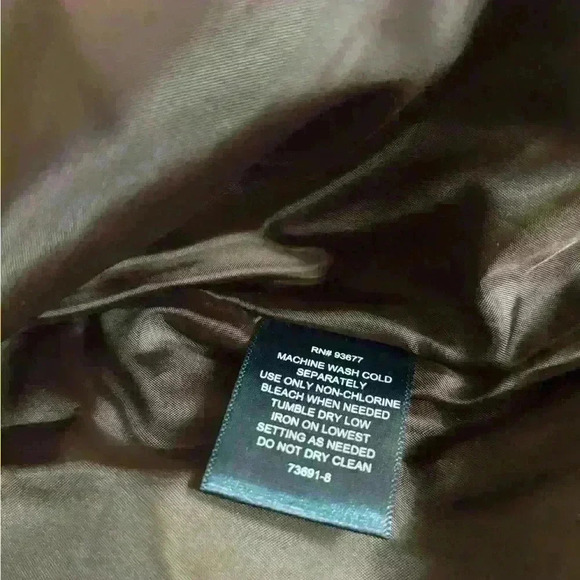 RN# 93677
MACHINE WASH COLD
SEPARATELY
USE ONLY NON-CHLORINE
BLEACH WHEN NEEDED
TUMBLE DRY LOW
IRON ON LOWEST
SETTING AS NEEDED
DO NOT DRY CLEAN
73691-8